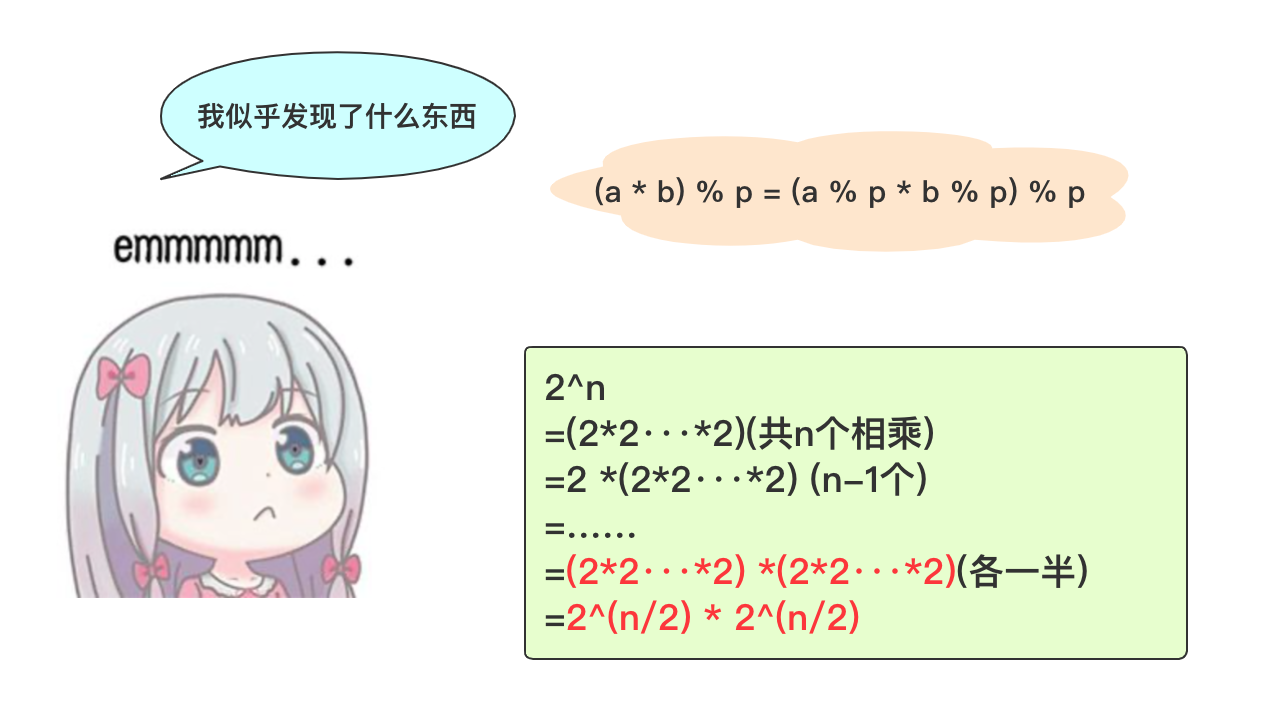 我似乎发现了什么东西
(a * b) % p = (a % p * b % p) % p
emmmmm...
2^n
=(2*2···*2)(共n个相乘)
=2 *(2*2···*2) (n-1个)
=......
=(2*2···*2) *(2*2···*2)(各一半)
=2^(n/2) * 2^(n/2)